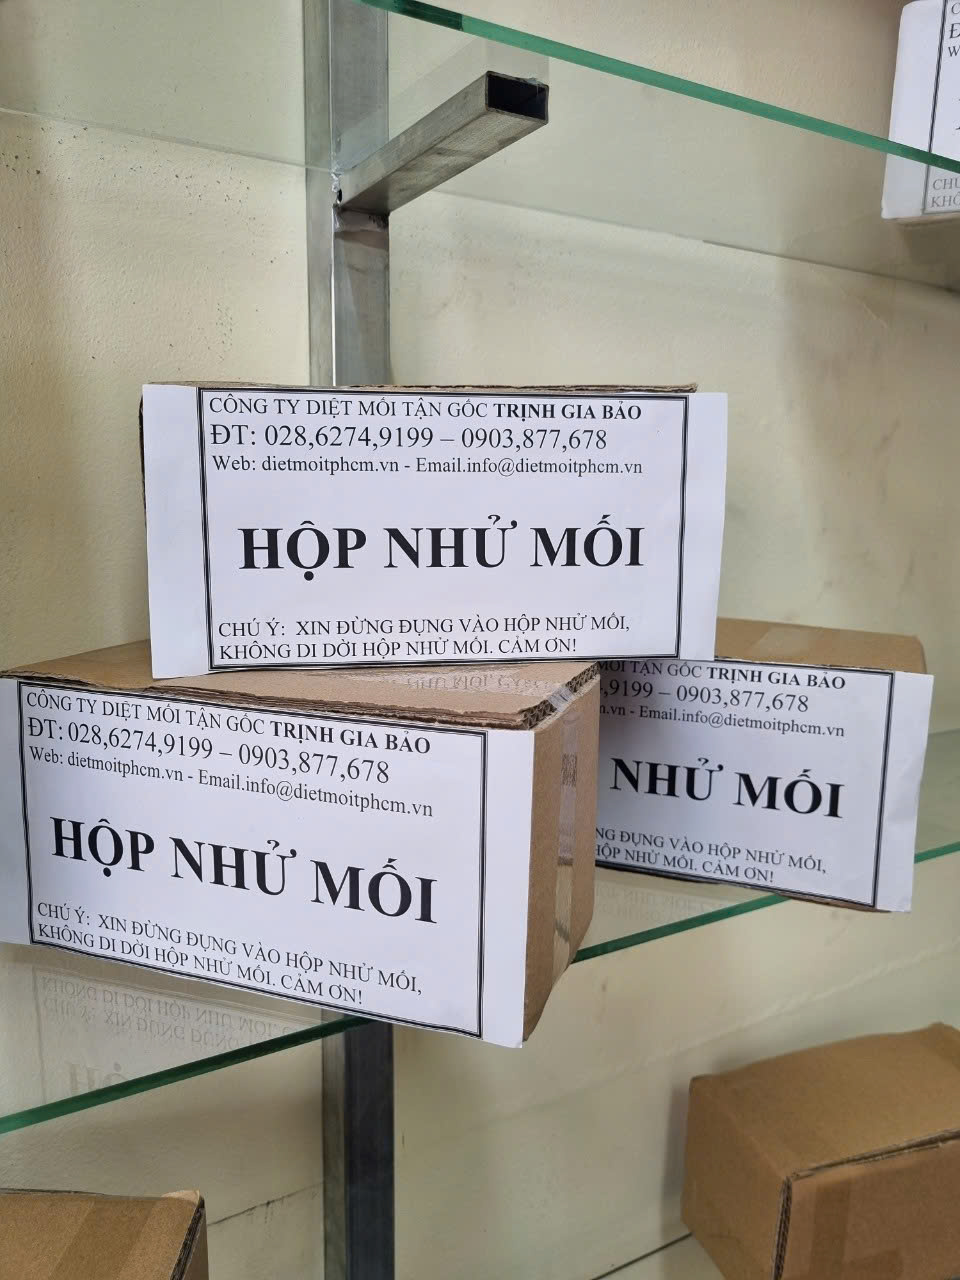 CÔNG TY DIỆT MỐI TẬN GỐC TRỊNH GIA BẢO
ĐT: 028,6274,9199 – 0903,877,678
Web: dietmoitphcm.vn - Email.info@dietmoitphcm.vn
HỘP NHỬ MỐI
CHÚ Ý: XIN ĐỪNG ĐỤNG VÀO HỘP NHỬ MỐI,
KHÔNG DI DỜI HỘP NHỬ MỐI. CẢM ƠN!
CÔNG TY DIỆT MỐI TẬN GỐC TRỊNH GIA BẢO
ĐT: 028,6274,9199 – 0903,877,678
Web: dietmoitphcm.vn - Email.info@dietmoitphcm.vn
HỘP NHỬ MỐI
CHÚ Ý: XIN ĐỪNG ĐỤNG VÀO HỘP NHỬ MỐI,
KHÔNG DI DỜI HỘP NHỬ MỐI. CẢM ƠN!
MỐI TẬN GỐC TRỊNH GIA BẢO
,9199 – 0903,877,678
.vn - Email.info@dietmoitphcm.vn
NHỬ MỐI
ĐỤNG VÀO HỘP NHỬ MỐI,
HỘP NHỬ MỐI. CẢM ƠN!